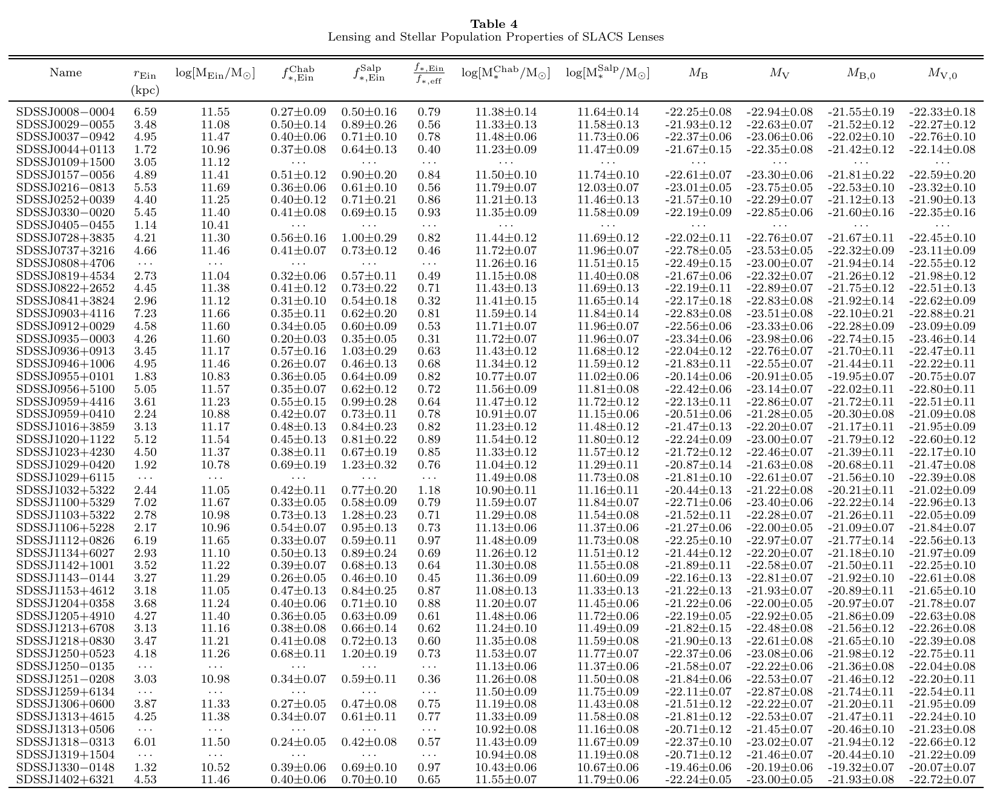 Table 4
Lensing and Stellar Population Properties of SLACS Lenses
Name r_Ein log[M_Ein/M_⊙] f^Chab_*,Ein f^Salp_*,Ein f_*,Ein/f_*,eff log[M^Chab_*/M_⊙] log[M^Salp_*/M_⊙] M_B M_V M_B,0 M_V,0
(kpc)
SDSSJ0008−0004 6.59 11.55 0.27±0.09 0.50±0.16 0.79 11.38±0.14 11.64±0.14 -22.25±0.08 -22.94±0.08 -21.55±0.19 -22.33±0.18
SDSSJ0029−0055 3.48 11.08 0.50±0.14 0.89±0.26 0.56 11.33±0.13 11.58±0.13 -21.93±0.12 -22.63±0.07 -21.52±0.12 -22.27±0.12
SDSSJ0037−0942 4.95 11.47 0.40±0.06 0.71±0.10 0.78 11.48±0.06 11.73±0.06 -22.37±0.06 -23.06±0.06 -22.02±0.10 -22.76±0.10
SDSSJ0044+0113 1.72 10.96 0.37±0.08 0.64±0.13 0.40 11.23±0.09 11.47±0.09 -21.67±0.15 -22.35±0.08 -21.42±0.12 -22.14±0.08
SDSSJ0109+1500 3.05 11.12 ··· ··· ··· ··· ··· ··· ··· ··· ···
SDSSJ0157−0056 4.89 11.41 0.51±0.12 0.90±0.20 0.84 11.50±0.10 11.74±0.10 -22.61±0.07 -23.30±0.06 -21.81±0.22 -22.59±0.20
SDSSJ0216−0813 5.53 11.69 0.36±0.06 0.61±0.10 0.56 11.79±0.07 12.03±0.07 -23.01±0.05 -23.75±0.05 -22.53±0.10 -23.32±0.10
SDSSJ0252+0039 4.40 11.25 0.40±0.12 0.71±0.21 0.86 11.21±0.13 11.46±0.13 -21.57±0.10 -22.29±0.07 -21.12±0.13 -21.90±0.13
SDSSJ0330−0020 5.45 11.40 0.41±0.08 0.69±0.15 0.93 11.35±0.09 11.58±0.09 -22.19±0.09 -22.85±0.06 -21.60±0.16 -22.35±0.16
SDSSJ0405−0455 1.14 10.41 ··· ··· ··· ··· ··· ··· ··· ··· ···
SDSSJ0728+3835 4.21 11.30 0.56±0.16 1.00±0.29 0.82 11.44±0.12 11.69±0.12 -22.02±0.11 -22.76±0.07 -21.67±0.11 -22.45±0.10
SDSSJ0737+3216 4.66 11.46 0.41±0.07 0.73±0.12 0.46 11.72±0.07 11.96±0.07 -22.78±0.05 -23.53±0.05 -22.32±0.09 -23.11±0.09
SDSSJ0808+4706 ··· ··· ··· ··· ··· 11.26±0.16 11.51±0.15 -22.49±0.15 -23.00±0.07 -21.94±0.14 -22.55±0.12
SDSSJ0819+4534 2.73 11.04 0.32±0.06 0.57±0.11 0.49 11.15±0.08 11.40±0.08 -21.67±0.06 -22.32±0.07 -21.26±0.12 -21.98±0.12
SDSSJ0822+2652 4.45 11.38 0.41±0.12 0.73±0.22 0.71 11.43±0.13 11.69±0.13 -22.19±0.11 -22.89±0.07 -21.75±0.12 -22.51±0.13
SDSSJ0841+3824 2.96 11.12 0.31±0.10 0.54±0.18 0.32 11.41±0.15 11.65±0.14 -22.17±0.18 -22.83±0.08 -21.92±0.14 -22.62±0.09
SDSSJ0903+4116 7.23 11.66 0.35±0.11 0.62±0.20 0.81 11.59±0.14 11.84±0.14 -22.83±0.08 -23.51±0.08 -22.10±0.21 -22.88±0.21
SDSSJ0912+0029 4.58 11.60 0.34±0.05 0.60±0.09 0.53 11.71±0.07 11.96±0.07 -22.56±0.06 -23.33±0.06 -22.28±0.09 -23.09±0.09
SDSSJ0935−0003 4.26 11.60 0.20±0.03 0.35±0.05 0.31 11.72±0.07 11.96±0.07 -23.34±0.06 -23.98±0.06 -22.74±0.15 -23.46±0.14
SDSSJ0936+0913 3.45 11.17 0.57±0.16 1.03±0.29 0.63 11.43±0.12 11.68±0.12 -22.04±0.12 -22.76±0.07 -21.70±0.11 -22.47±0.11
SDSSJ0946+1006 4.95 11.46 0.26±0.07 0.46±0.13 0.68 11.34±0.12 11.59±0.12 -21.83±0.11 -22.55±0.07 -21.44±0.11 -22.22±0.11
SDSSJ0955+0101 1.83 10.83 0.36±0.05 0.64±0.09 0.82 10.77±0.07 11.02±0.06 -20.14±0.06 -20.91±0.05 -19.95±0.07 -20.75±0.07
SDSSJ0956+5100 5.05 11.57 0.35±0.07 0.62±0.12 0.72 11.56±0.09 11.81±0.08 -22.42±0.06 -23.14±0.07 -22.02±0.11 -22.80±0.11
SDSSJ0959+4416 3.61 11.23 0.55±0.15 0.99±0.28 0.64 11.47±0.12 11.72±0.12 -22.13±0.11 -22.86±0.07 -21.72±0.11 -22.51±0.11
SDSSJ0959+0410 2.24 10.88 0.42±0.07 0.73±0.11 0.78 10.91±0.07 11.15±0.06 -20.51±0.06 -21.28±0.05 -20.30±0.08 -21.09±0.08
SDSSJ1016+3859 3.13 11.17 0.48±0.13 0.84±0.23 0.82 11.23±0.12 11.48±0.12 -21.47±0.13 -22.20±0.07 -21.17±0.11 -21.95±0.09
SDSSJ1020+1122 5.12 11.54 0.45±0.13 0.81±0.22 0.89 11.54±0.12 11.80±0.12 -22.24±0.09 -23.00±0.07 -21.79±0.12 -22.60±0.12
SDSSJ1023+4230 4.50 11.37 0.38±0.11 0.67±0.19 0.85 11.33±0.12 11.57±0.12 -21.72±0.12 -22.46±0.07 -21.39±0.11 -22.17±0.10
SDSSJ1029+0420 1.92 10.78 0.69±0.19 1.23±0.32 0.76 11.04±0.12 11.29±0.11 -20.87±0.14 -21.63±0.08 -20.68±0.11 -21.47±0.08
SDSSJ1029+6115 ··· ··· ··· ··· ··· 11.49±0.08 11.73±0.08 -21.81±0.10 -22.61±0.07 -21.56±0.10 -22.39±0.08
SDSSJ1032+5322 2.44 11.05 0.42±0.11 0.77±0.20 1.18 10.90±0.11 11.16±0.11 -20.44±0.13 -21.22±0.08 -20.21±0.11 -21.02±0.09
SDSSJ1100+5329 7.02 11.67 0.33±0.05 0.58±0.09 0.79 11.59±0.07 11.84±0.07 -22.71±0.06 -23.40±0.06 -22.22±0.14 -22.96±0.13
SDSSJ1103+5322 2.78 10.98 0.73±0.13 1.28±0.23 0.71 11.29±0.08 11.54±0.08 -21.52±0.11 -22.28±0.07 -21.26±0.11 -22.05±0.09
SDSSJ1106+5228 2.17 10.96 0.54±0.07 0.95±0.13 0.73 11.13±0.06 11.37±0.06 -21.27±0.06 -22.00±0.05 -21.09±0.07 -21.84±0.07
SDSSJ1112+0826 6.19 11.65 0.33±0.07 0.59±0.11 0.97 11.48±0.09 11.73±0.08 -22.25±0.10 -22.97±0.07 -21.77±0.14 -22.56±0.13
SDSSJ1134+6027 2.93 11.10 0.50±0.13 0.89±0.24 0.69 11.26±0.12 11.51±0.12 -21.44±0.12 -22.20±0.07 -21.18±0.10 -21.97±0.09
SDSSJ1142+1001 3.52 11.22 0.39±0.07 0.68±0.13 0.64 11.30±0.08 11.55±0.08 -21.89±0.11 -22.58±0.07 -21.50±0.11 -22.25±0.10
SDSSJ1143−0144 3.27 11.29 0.26±0.05 0.46±0.10 0.45 11.36±0.09 11.60±0.09 -22.16±0.13 -22.81±0.07 -21.92±0.10 -22.61±0.08
SDSSJ1153+4612 3.18 11.05 0.47±0.13 0.84±0.25 0.87 11.08±0.13 11.33±0.13 -21.22±0.13 -21.93±0.07 -20.89±0.11 -21.65±0.10
SDSSJ1204+0358 3.68 11.24 0.40±0.06 0.71±0.10 0.88 11.20±0.07 11.45±0.06 -21.22±0.06 -22.00±0.05 -20.97±0.07 -21.78±0.07
SDSSJ1205+4910 4.27 11.40 0.36±0.05 0.63±0.09 0.61 11.48±0.06 11.72±0.06 -22.19±0.05 -22.92±0.05 -21.86±0.09 -22.63±0.08
SDSSJ1213+6708 3.13 11.16 0.38±0.08 0.66±0.14 0.62 11.24±0.10 11.49±0.09 -21.82±0.15 -22.48±0.08 -21.56±0.12 -22.26±0.08
SDSSJ1218+0830 3.47 11.21 0.41±0.08 0.72±0.13 0.60 11.35±0.08 11.59±0.08 -21.90±0.13 -22.61±0.08 -21.65±0.10 -22.39±0.08
SDSSJ1250+0523 4.18 11.26 0.68±0.11 1.20±0.19 0.73 11.53±0.07 11.77±0.07 -22.37±0.06 -23.08±0.06 -21.98±0.12 -22.75±0.11
SDSSJ1250−0135 ··· ··· ··· ··· ··· 11.13±0.06 11.37±0.06 -21.58±0.07 -22.22±0.06 -21.36±0.08 -22.04±0.08
SDSSJ1251−0208 3.03 10.98 0.34±0.07 0.59±0.11 0.36 11.26±0.08 11.50±0.08 -21.84±0.06 -22.53±0.07 -21.46±0.12 -22.20±0.11
SDSSJ1259+6134 ··· ··· ··· ··· ··· 11.50±0.09 11.75±0.09 -22.11±0.07 -22.87±0.08 -21.74±0.11 -22.54±0.11
SDSSJ1306+0600 3.87 11.33 0.27±0.05 0.47±0.08 0.75 11.19±0.08 11.43±0.08 -21.51±0.12 -22.22±0.07 -21.20±0.11 -21.95±0.09
SDSSJ1313+4615 4.25 11.38 0.34±0.07 0.61±0.11 0.77 11.33±0.09 11.58±0.08 -21.81±0.12 -22.53±0.07 -21.47±0.11 -22.24±0.10
SDSSJ1313+0506 ··· ··· ··· ··· ··· 10.92±0.08 11.16±0.08 -20.71±0.12 -21.45±0.07 -20.46±0.10 -21.23±0.08
SDSSJ1318−0313 6.01 11.50 0.24±0.05 0.42±0.08 0.57 11.43±0.09 11.67±0.09 -22.37±0.10 -23.02±0.07 -21.94±0.12 -22.66±0.12
SDSSJ1319+1504 ··· ··· ··· ··· ··· 10.94±0.08 11.19±0.08 -20.71±0.12 -21.46±0.07 -20.44±0.10 -21.22±0.09
SDSSJ1330−0148 1.32 10.52 0.39±0.06 0.69±0.10 0.97 10.43±0.06 10.67±0.06 -19.46±0.06 -20.19±0.06 -19.32±0.07 -20.07±0.07
SDSSJ1402+6321 4.53 11.46 0.40±0.06 0.70±0.10 0.65 11.55±0.07 11.79±0.06 -22.24±0.05 -23.00±0.05 -21.93±0.08 -22.72±0.07